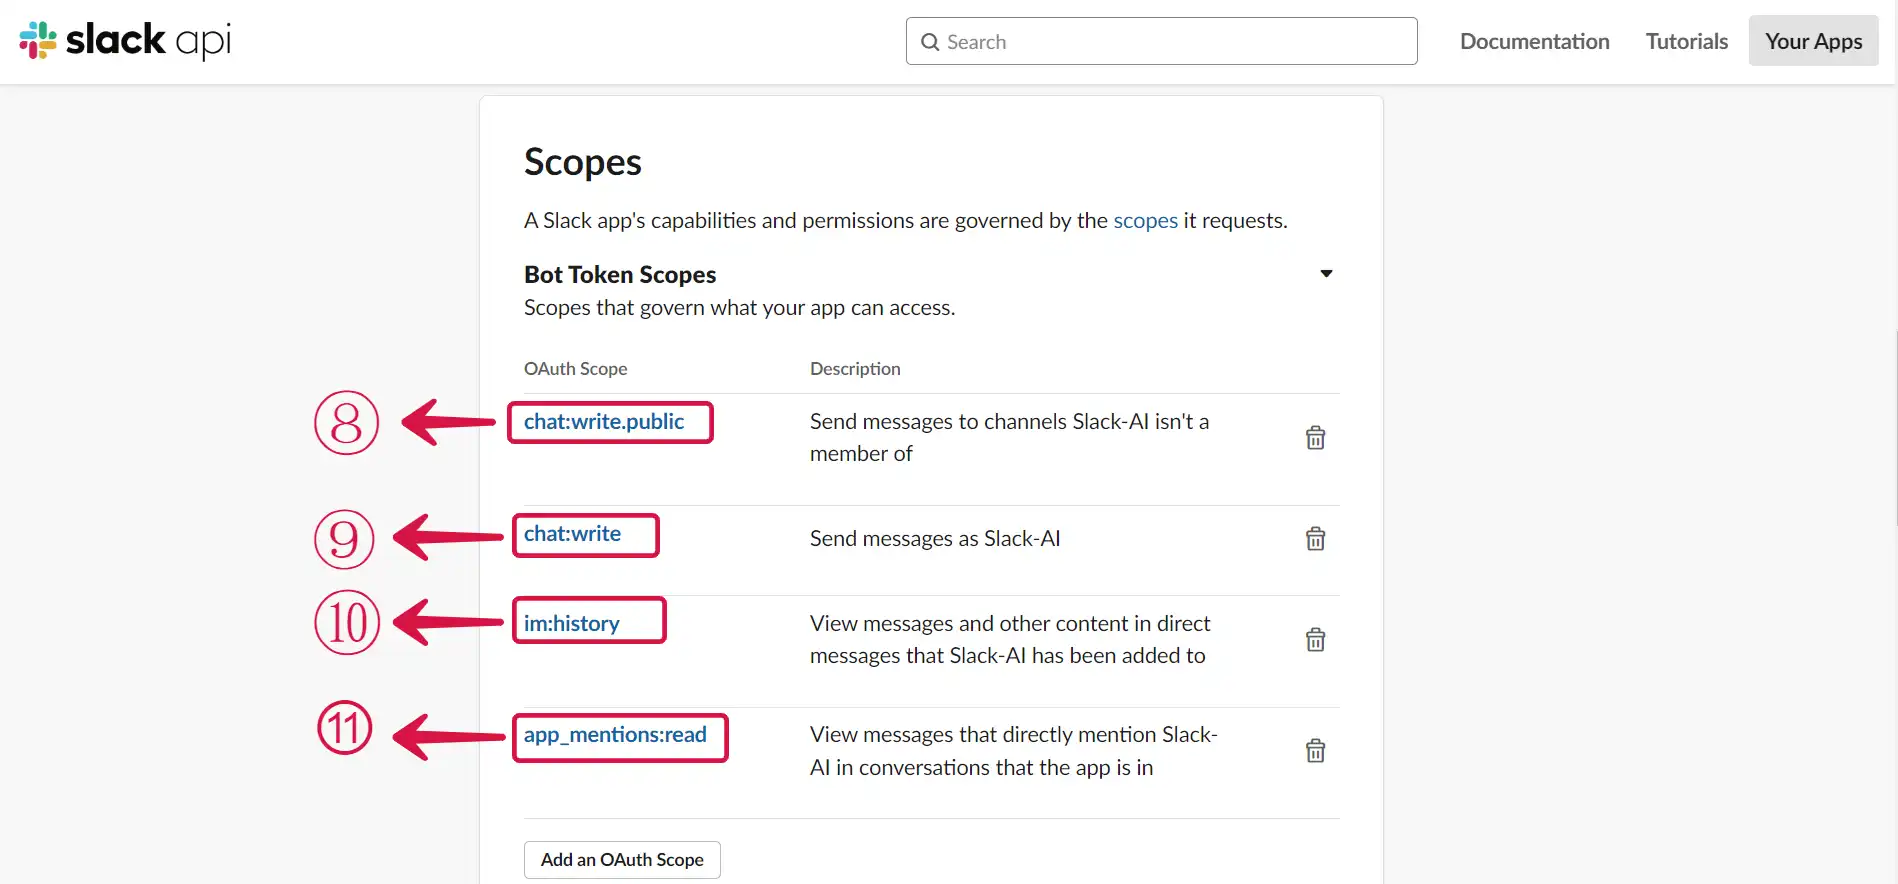 slack api
Search
Documentation
Tutorials
Your Apps
Scopes
A Slack app's capabilities and permissions are governed by the scopes it requests.
Bot Token Scopes
Scopes that govern what your app can access.
OAuth Scope
Description
⑧
chat:write.public
Send messages to channels Slack-AI isn't a
member of
⑨
chat:write
Send messages as Slack-AI
⑩
im:history
View messages and other content in direct
messages that Slack-AI has been added to
⑪
app_mentions:read
View messages that directly mention Slack-
AI in conversations that the app is in
Add an OAuth Scope